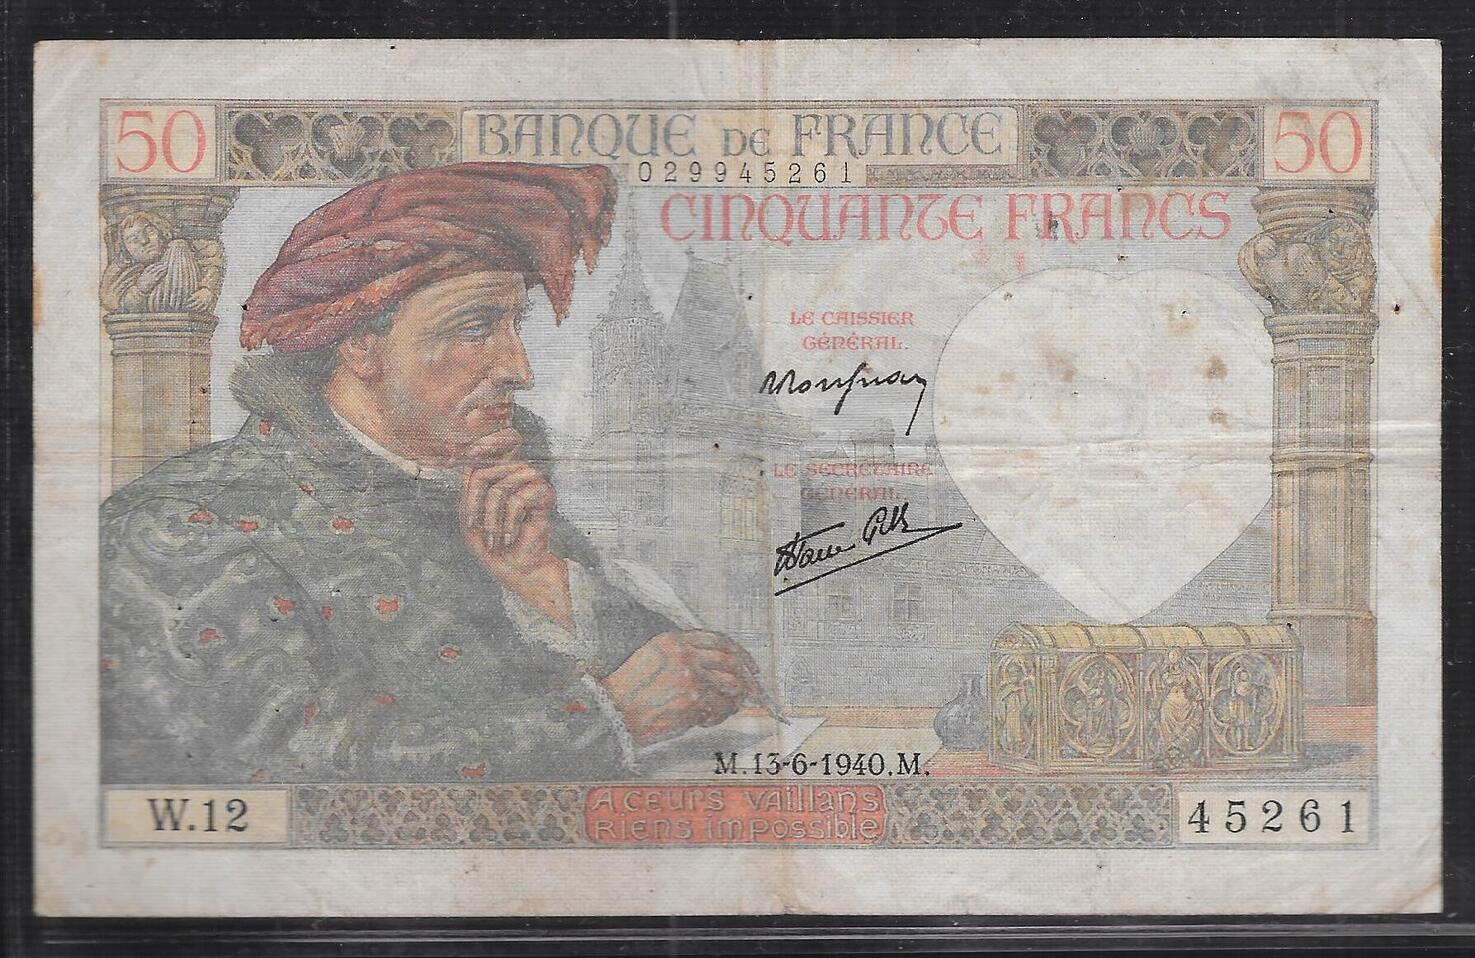 50 BANQUE DE FRANCE 50
029945261
CINQUANTE FRANCS
LE CAISSIER
GÉNÉRAL.
LE SECRÉTAIRE
GÉNÉRAL.
M.13-6-1940.M.
W.12
A CEURS VAILLANS
RIENS IMPOSSIBLE
45261